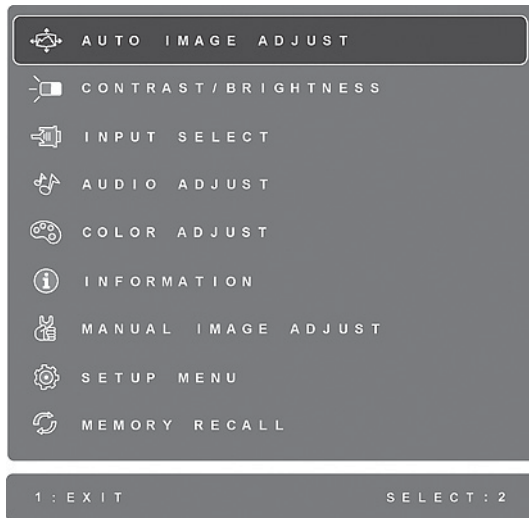 AUTO IMAGE ADJUST
CONTRAST/BRIGHTNESS
INPUT SELECT
AUDIO ADJUST
COLOR ADJUST
INFORMATION
MANUAL IMAGE ADJUST
SETUP MENU
MEMORY RECALL
1:EXIT SELECT:2